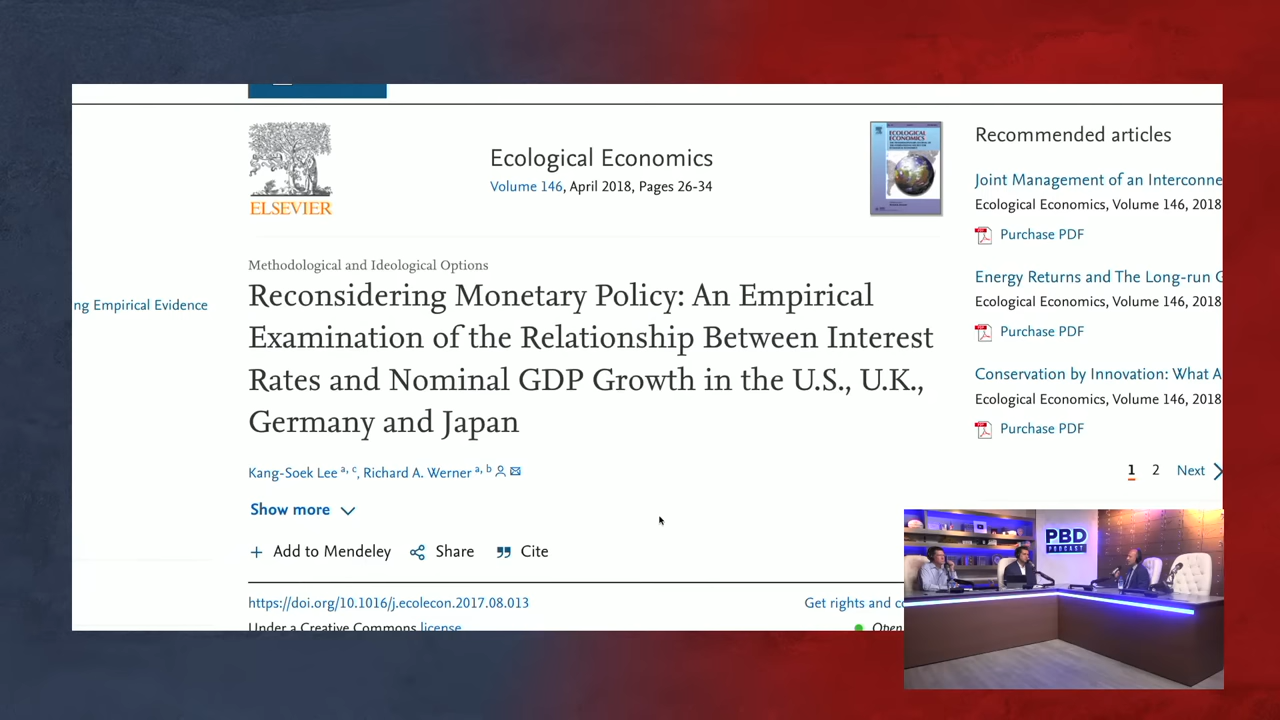 ELSEVIER
Ecological Economics
Volume 146, April 2018, Pages 26-34
ECOLOGICAL
ECONOMICS
ng Empirical Evidence
Methodological and Ideological Options
Reconsidering Monetary Policy: An Empirical
Examination of the Relationship Between Interest
Rates and Nominal GDP Growth in the U.S., U.K.,
Germany and Japan
Kang-Soek Lee a, c, Richard A. Werner a, b
Show more
Add to Mendeley
Share
Cite
https://doi.org/10.1016/j.ecolecon.2017.08.013
Get rights and co
Under a Creative Commons license
Open
Recommended articles
Joint Management of an Interconne
Ecological Economics, Volume 146, 2018
Purchase PDF
Energy Returns and The Long-run G
Ecological Economics, Volume 146, 2018
Purchase PDF
Conservation by Innovation: What A
Ecological Economics, Volume 146, 2018
Purchase PDF
1 2 Next
PBD
PODCAST